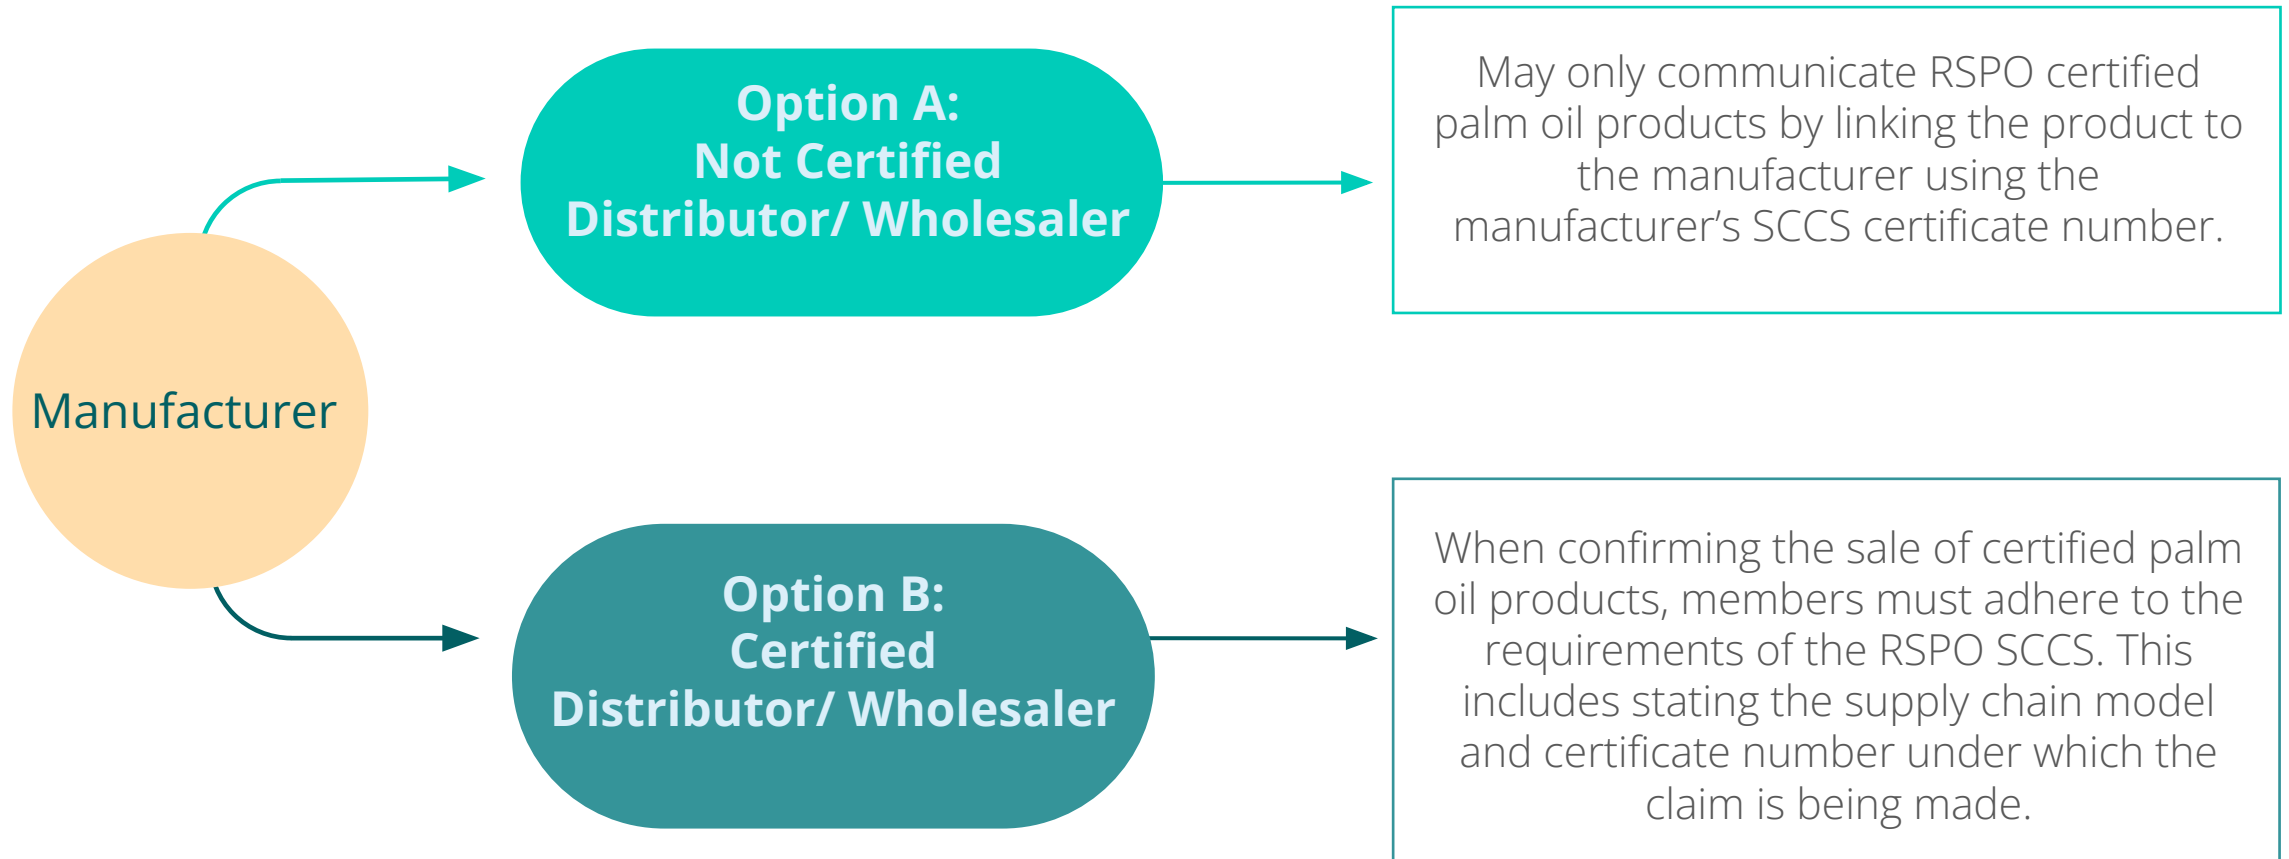 Manufacturer
Option A:
Not Certified
Distributor/ Wholesaler
May only communicate RSPO certified
palm oil products by linking the product to
the manufacturer using the
manufacturer’s SCCS certificate number.
Option B:
Certified
Distributor/ Wholesaler
When confirming the sale of certified palm
oil products, members must adhere to the
requirements of the RSPO SCCS. This
includes stating the supply chain model
and certificate number under which the
claim is being made.